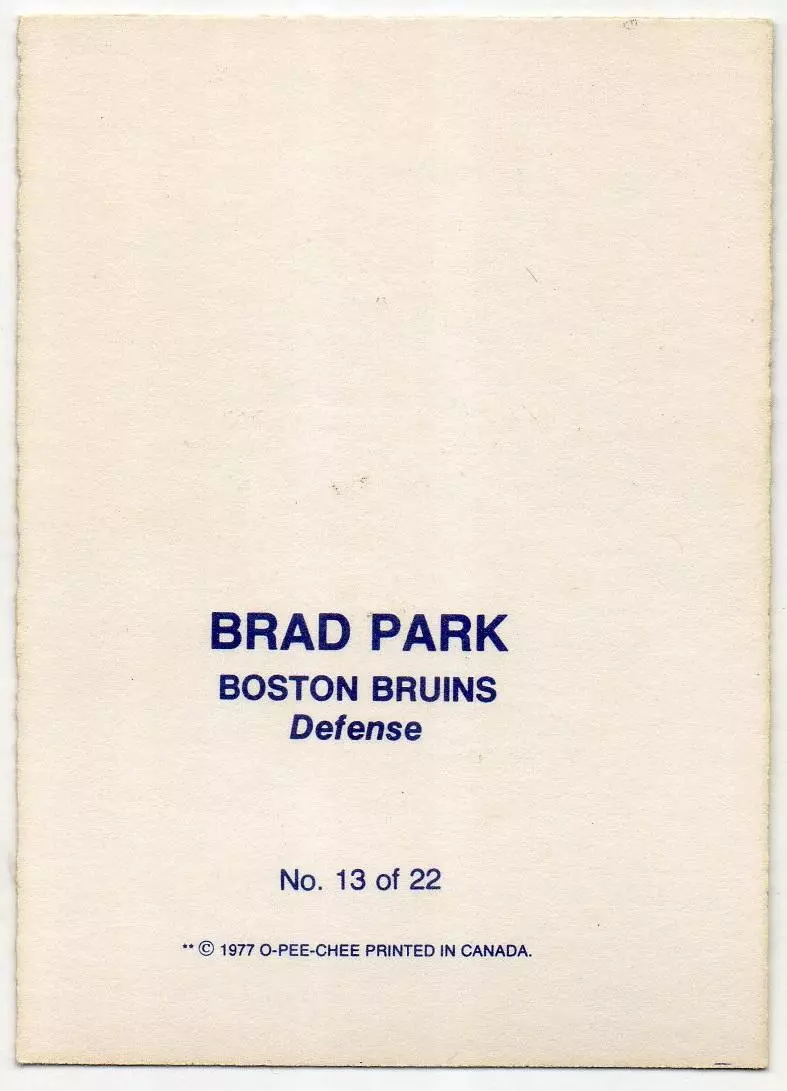 BRAD PARK
BOSTON BRUINS
Defense
No. 13 of 22
** © 1977 O-PEE-CHEE PRINTED IN CANADA.